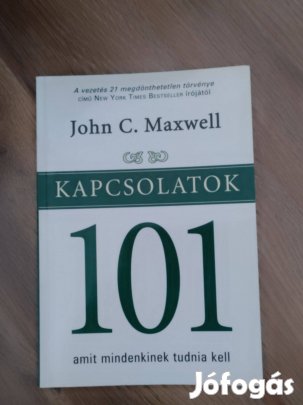 A vezetés 21 megdönthetetlen törvénye
című New York Times Bestseller írójától
John C. Maxwell
KAPCSOLATOK
101
amit mindenkinek tudnia kell
Jófogás